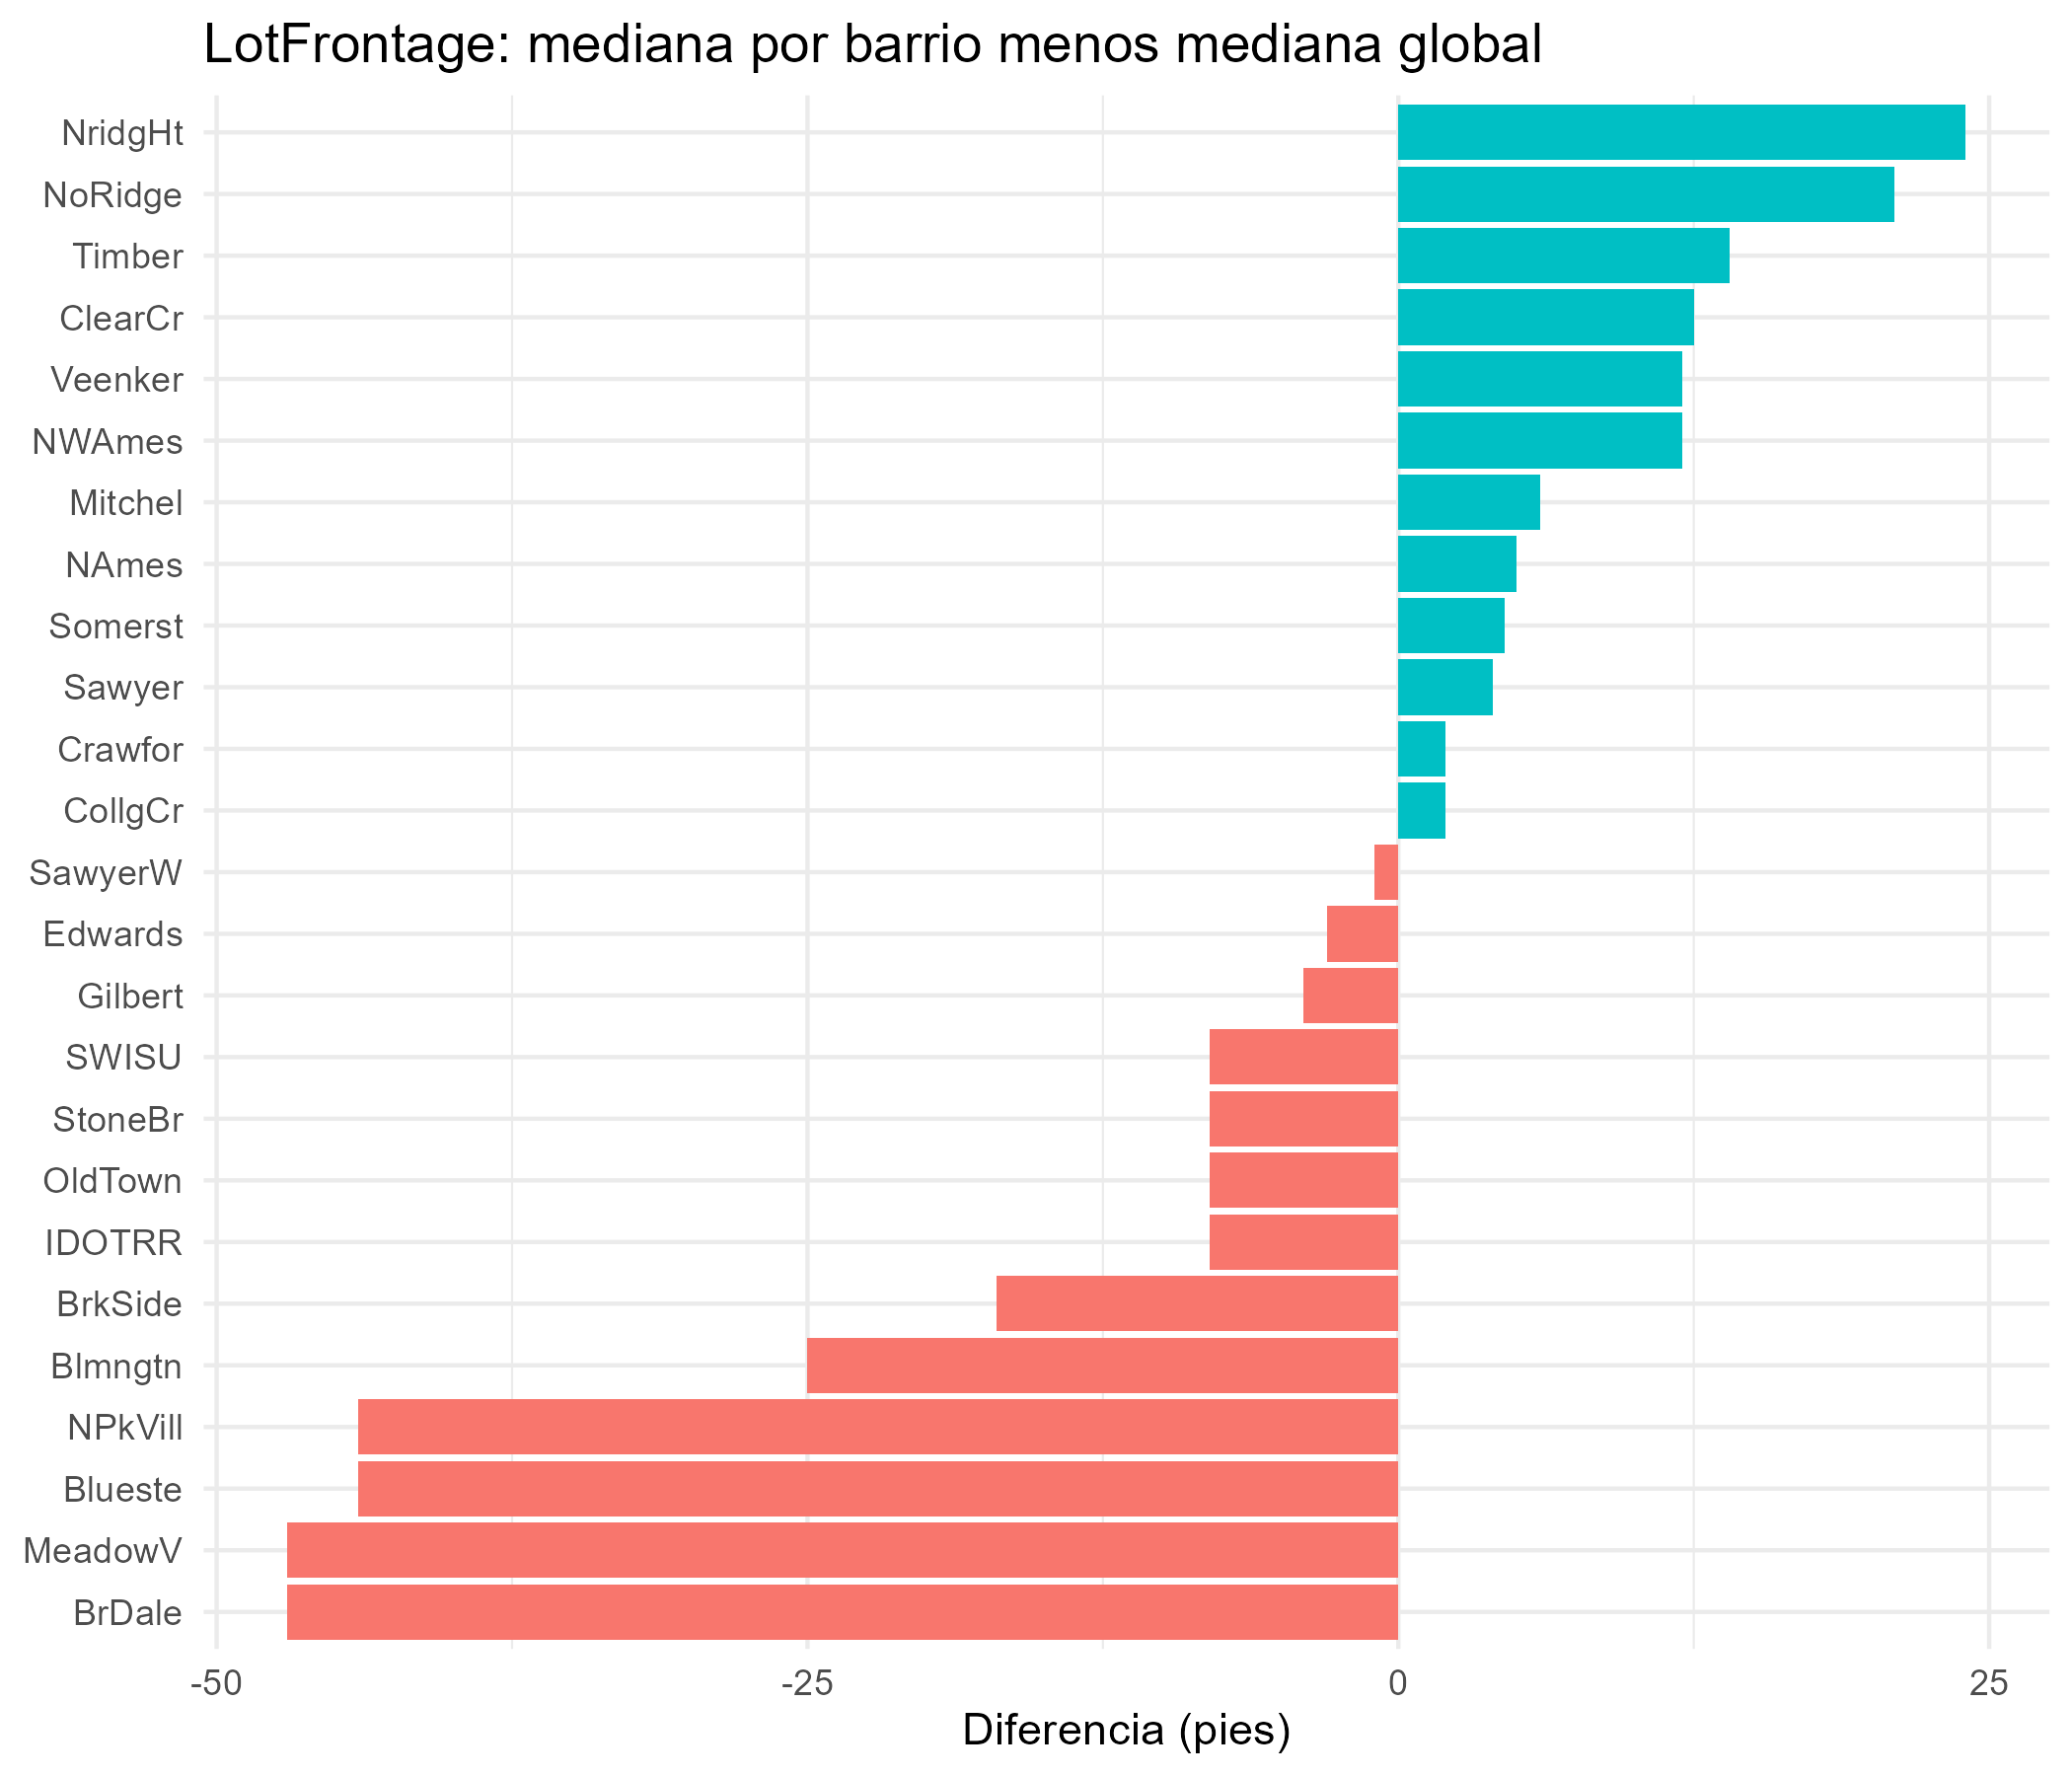 LotFrontage: mediana por barrio menos mediana global
NridgHt
NoRidge
Timber
ClearCr
Veenker
NWAmes
Mitchel
NAmes
Somerst
Sawyer
Crawfor
CollgCr
SawyerW
Edwards
Gilbert
SWISU
StoneBr
OldTown
IDOTRR
BrkSide
Blmngtn
NPkVill
Blueste
MeadowV
BrDale
-50 -25 0 25
Diferencia (pies)